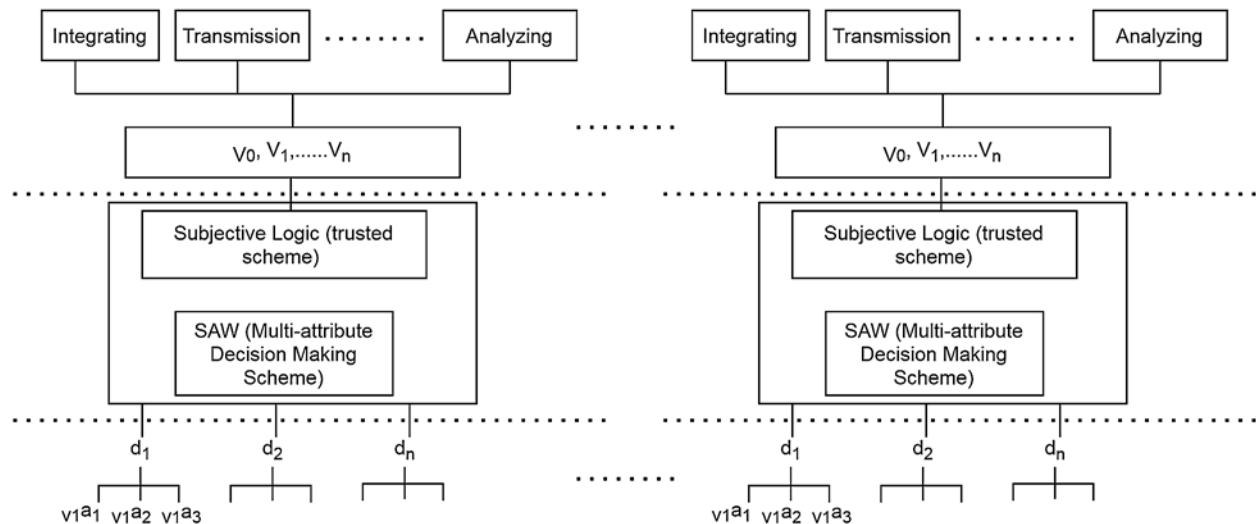 Integrating Transmission ........ Analyzing Integrating Transmission ........ Analyzing
V0, V1,......Vn V0, V1,......Vn
Subjective Logic (trusted Subjective Logic (trusted
scheme) scheme)
SAW (Multi-attribute SAW (Multi-attribute
Decision Making Decision Making
Scheme) Scheme)
d1 d2 dn d1 d2 dn
v1a1 v1a2 v1a3 v1a1 v1a2 v1a3